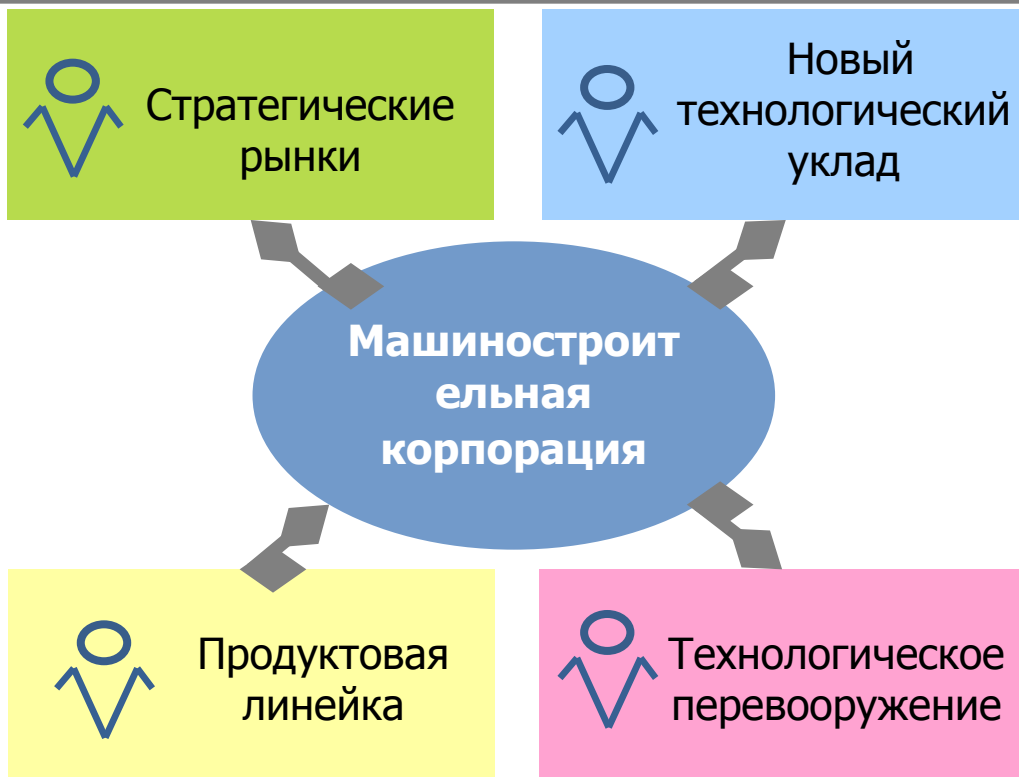 Стратегические
рынки
Новый
технологический
уклад
Машиностроит
ельная
корпорация
Продуктовая
линейка
Технологическое
перевооружение